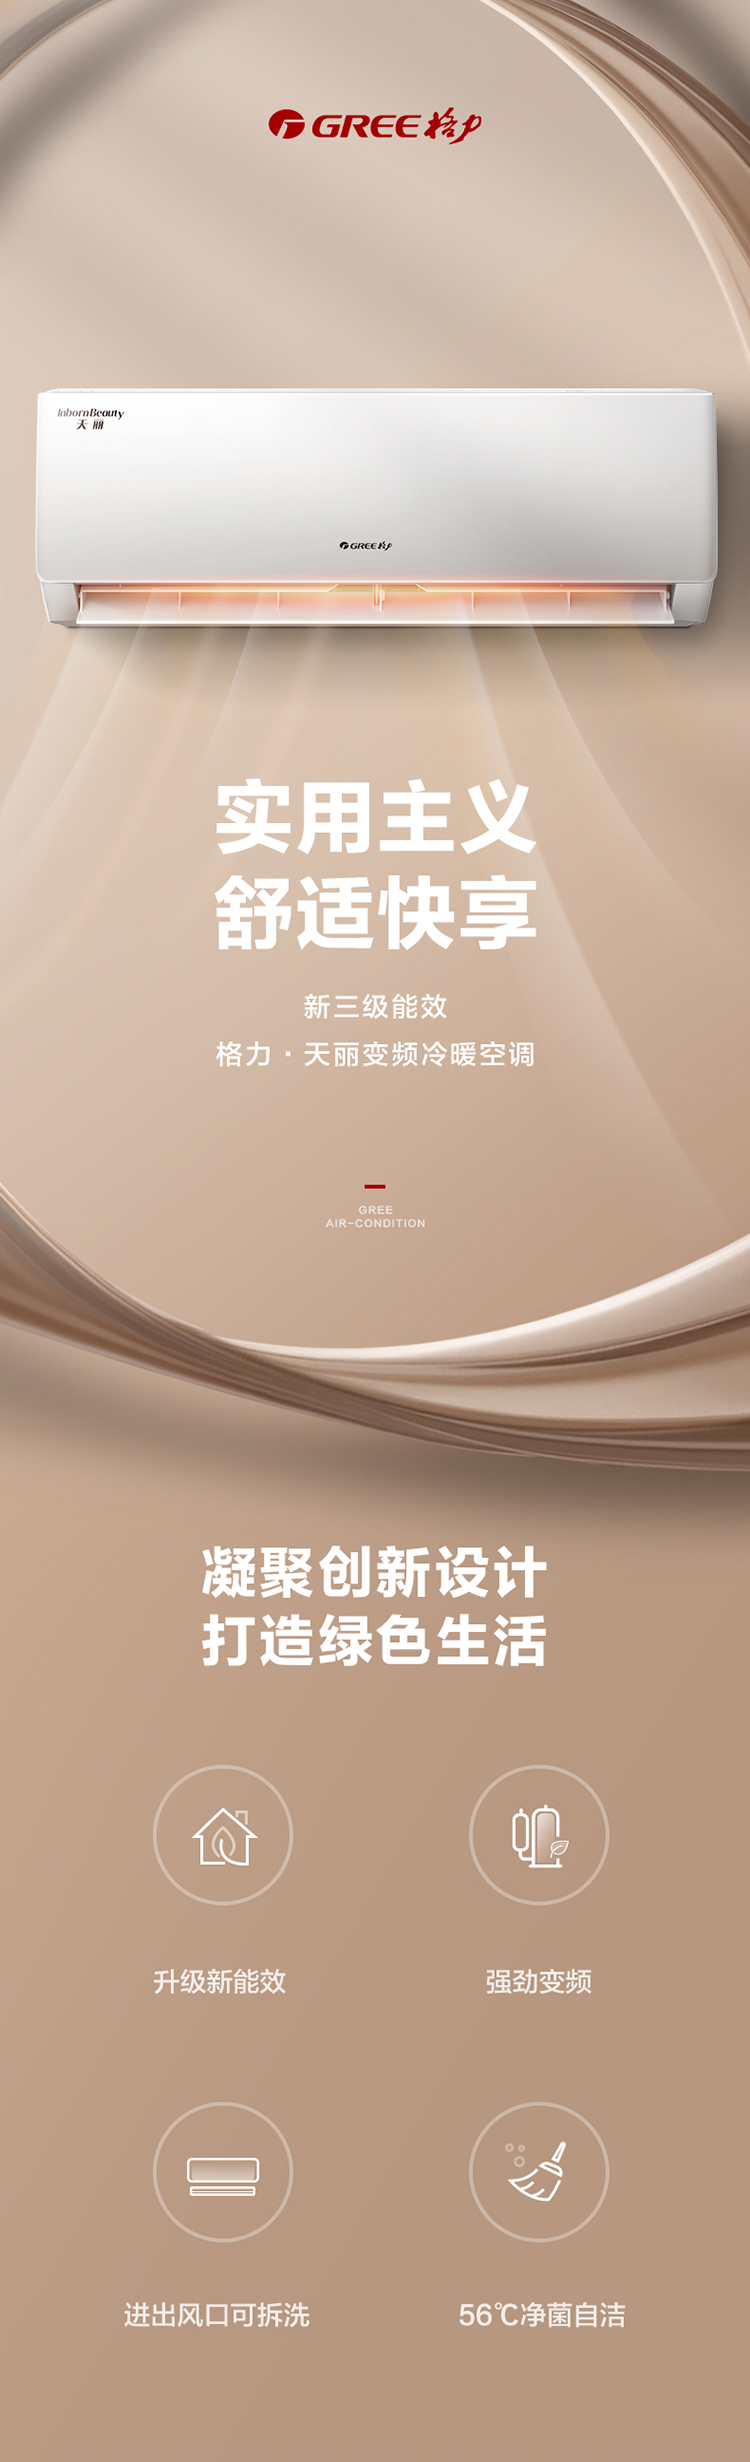 GREE格力
InbornBeauty
天丽
GREE格力
实用主义
舒适快享
新三级能效
格力·天丽变频冷暖空调
GREE
AIR-CONDITION
凝聚创新设计
打造绿色生活
升级新能效
强劲变频
进出风口可拆洗
56℃净菌自洁